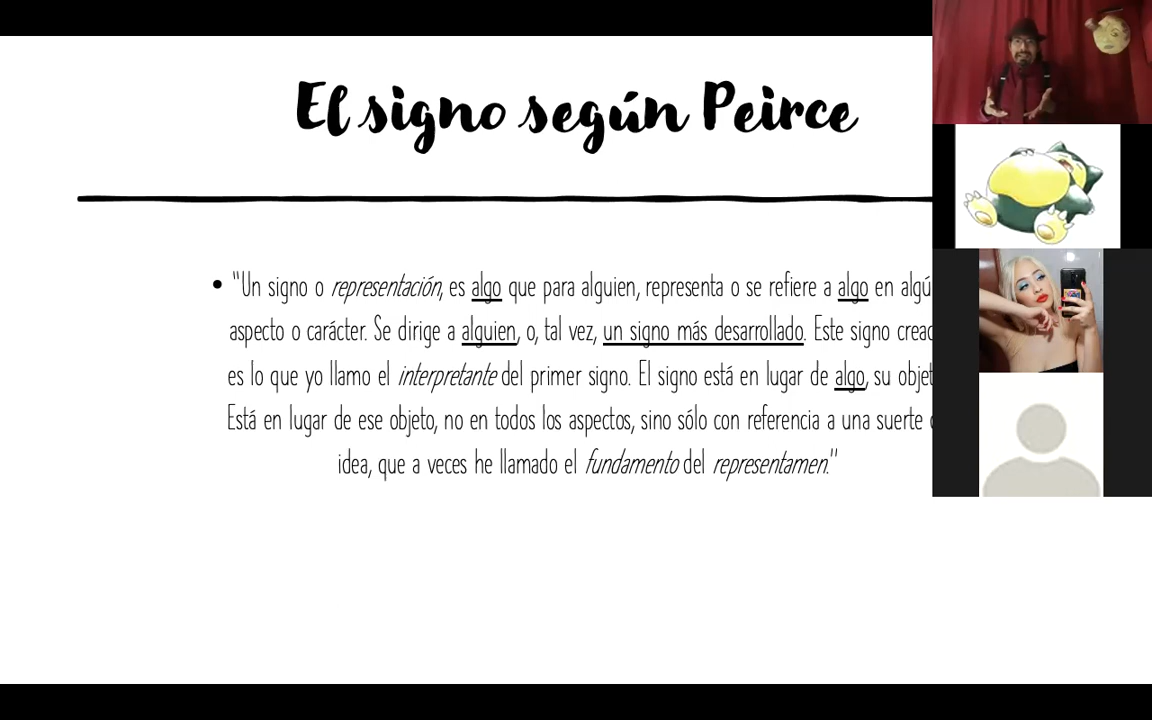 El signo según Peirce
• "Un signo o representación, es algo que para alguien, representa o se refiere a algo en algú
aspecto o carácter. Se dirige a alguien, o, tal vez, un signo más desarrollado. Este signo cread
es lo que yo llamo el interpretante del primer signo. El signo está en lugar de algo, su objet
Está en lugar de ese objeto, no en todos los aspectos, sino sólo con referencia a una suerte
idea, que a veces he llamado el fundamento del representamen."